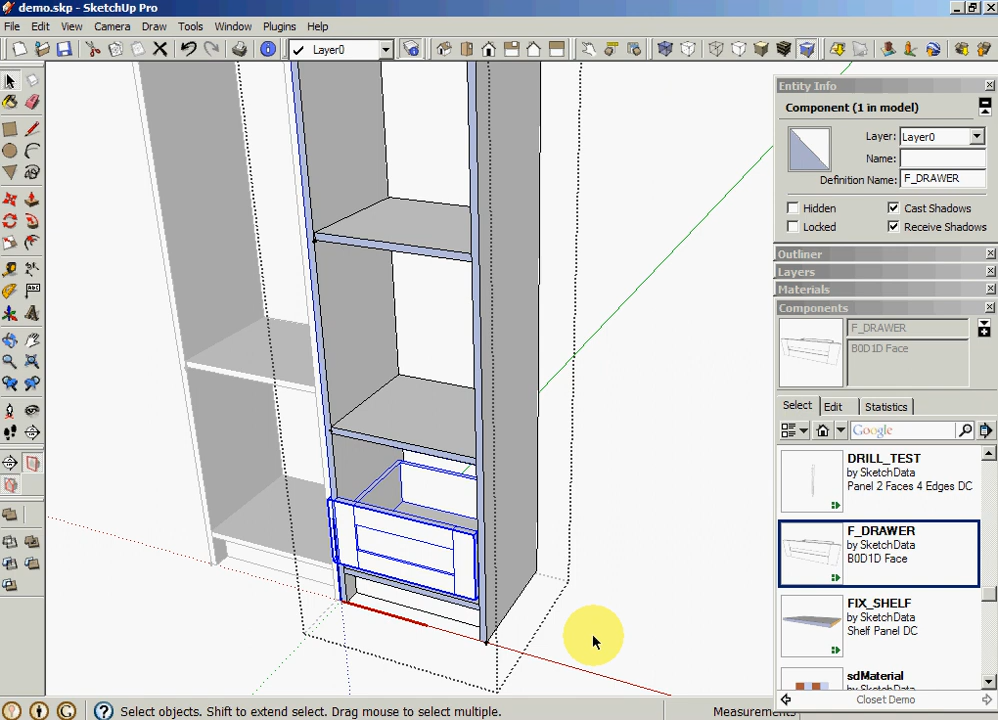 demo.skp - SketchUp Pro
File Edit View Camera Draw Tools Window Plugins Help
Layer0
Entity Info
Component (1 in model)
Layer: Layer0
Name:
Definition Name: F_DRAWER
Hidden Cast Shadows
Locked Receive Shadows
Outliner
Layers
Materials
Components
F_DRAWER
B0D1D Face
Select Edit Statistics
Google
DRILL_TEST
by SketchData
Panel 2 Faces 4 Edges DC
F_DRAWER
by SketchData
B0D1D Face
FIX_SHELF
by SketchData
Shelf Panel DC
sdMaterial
by SketchData
Closet Demo
Select objects. Shift to extend select. Drag mouse to select multiple.
Measurements